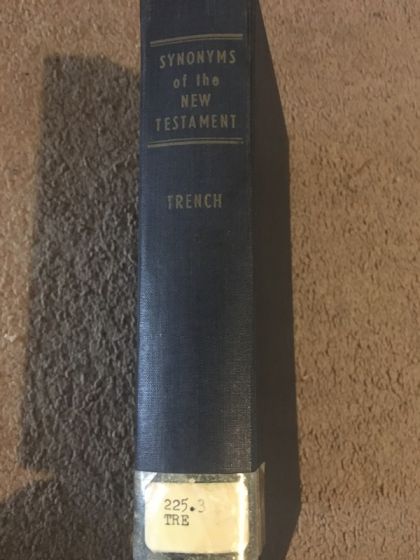 SYNONYMS
of the
NEW
TESTAMENT
TRENCH
225.3
TRE